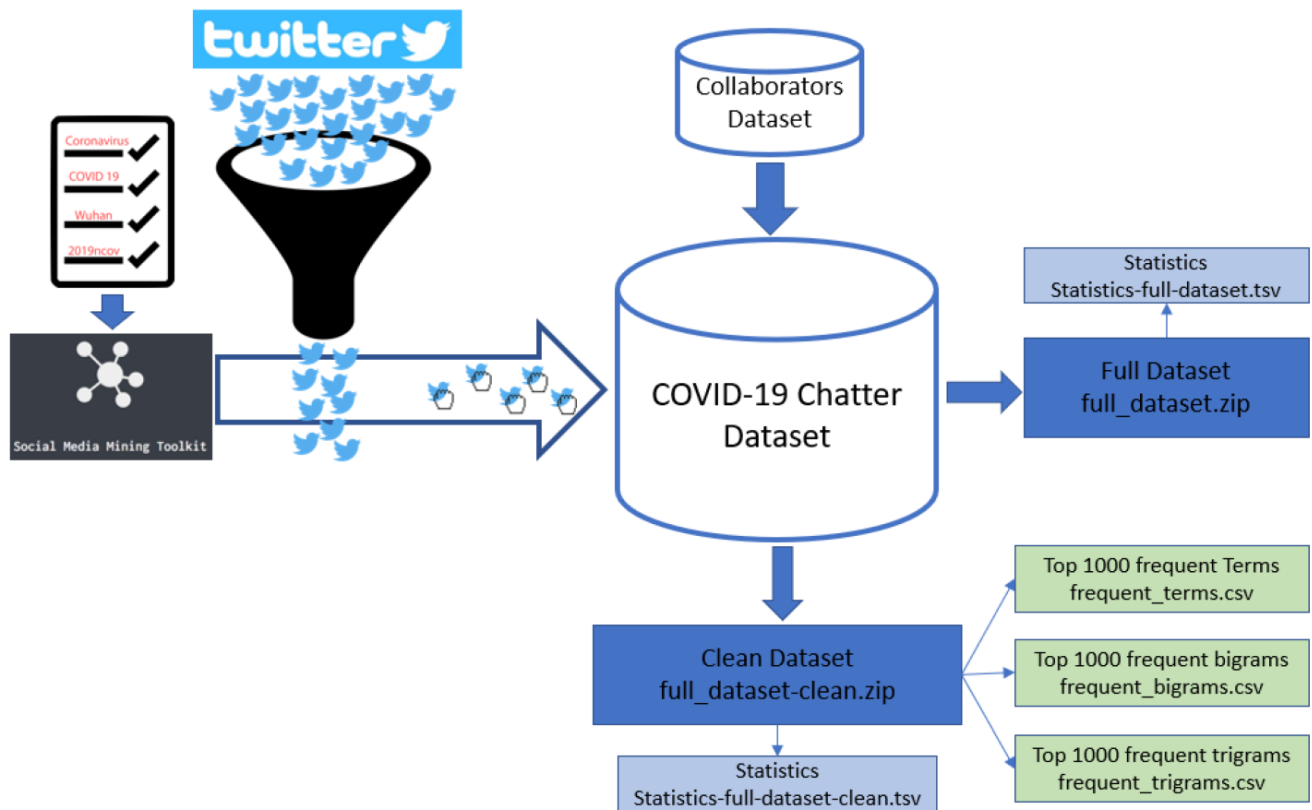 twitter
Coronavirus
COVID 19
Wuhan
2019ncov
Social Media Mining Toolkit
Collaborators
Dataset
COVID-19 Chatter
Dataset
Statistics
Statistics-full-dataset.tsv
Full Dataset
full_dataset.zip
Clean Dataset
full_dataset-clean.zip
Statistics
Statistics-full-dataset-clean.tsv
Top 1000 frequent Terms
frequent_terms.csv
Top 1000 frequent bigrams
frequent_bigrams.csv
Top 1000 frequent trigrams
frequent_trigrams.csv